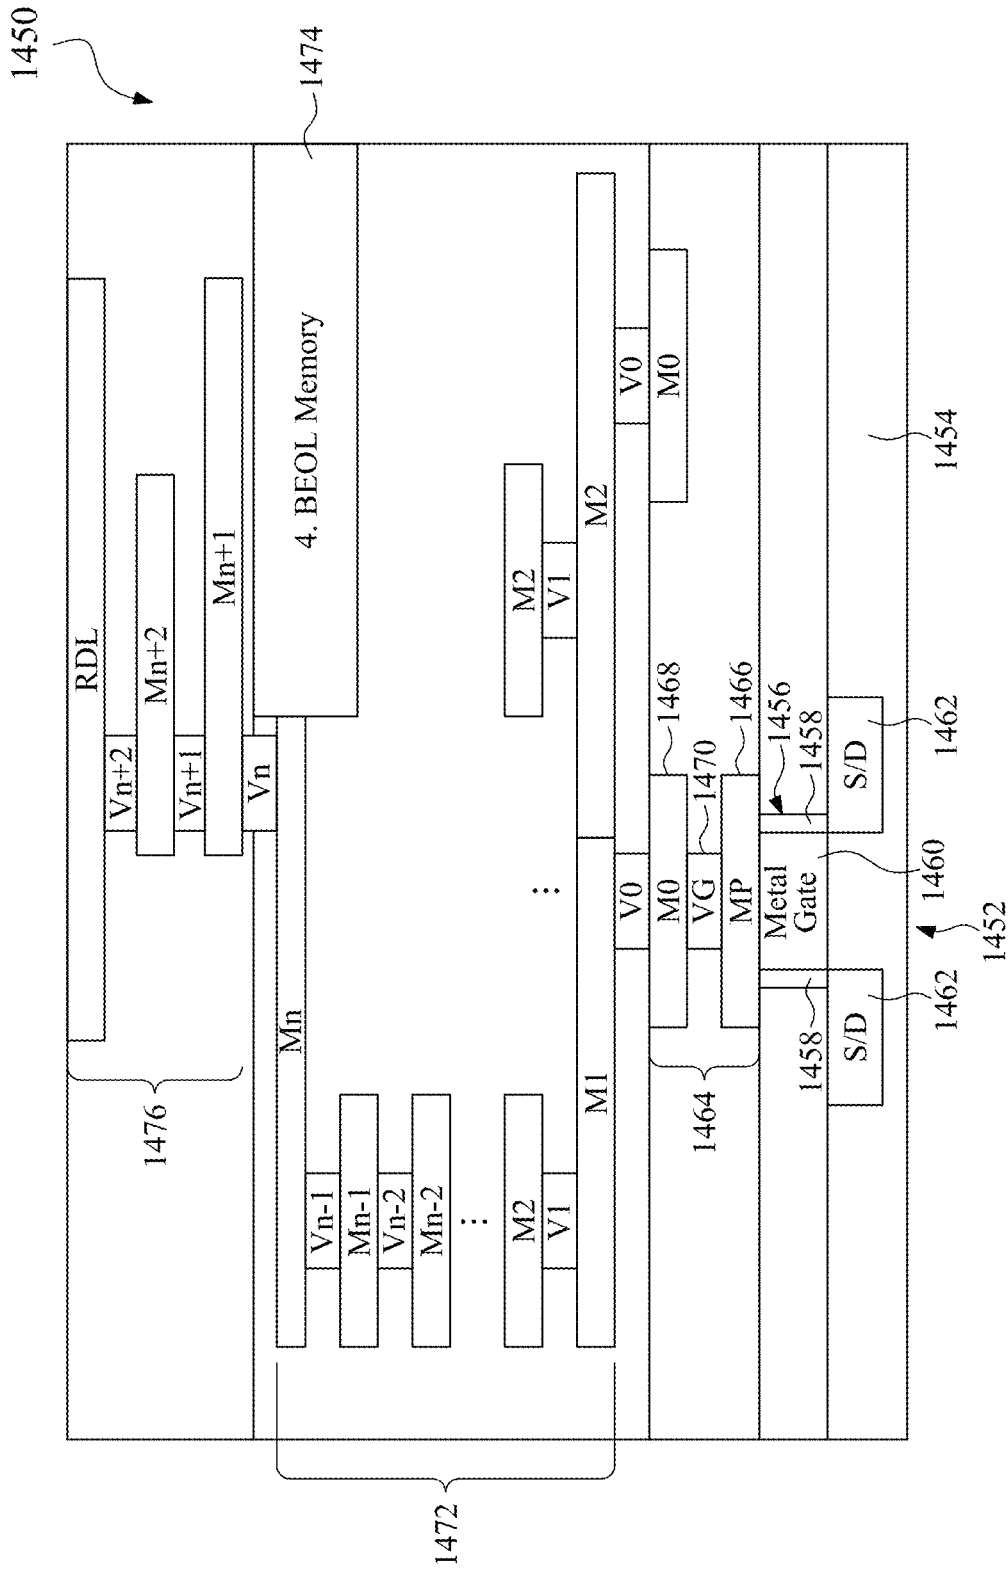 1450
1474
RDL
Vn+2
Mn+2
Vn+1
Mn+1
Vn
4. BEOL Memory
1476
Mn
Vn-1
Mn-1
Vn-2
Mn-2
⋮
M2
V1
M1
1472
⋮
M2
V1
M2
V0
M0
V0
M0
VG
MP
1468
1470
1466
1464
Metal
Gate
1456
1458
1458
S/D
S/D
1462
1462
1460
1454
1452